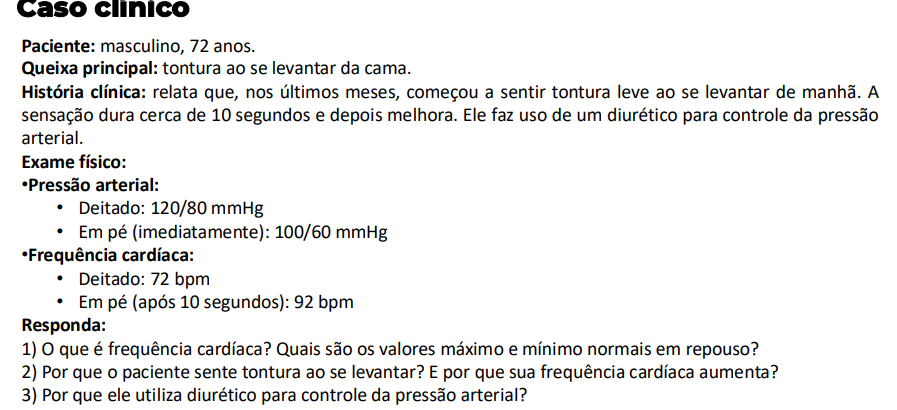 Caso clínico
Paciente: masculino, 72 anos.
Queixa principal: tontura ao se levantar da cama.
História clínica: relata que, nos últimos meses, começou a sentir tontura leve ao se levantar de manhã. A
sensação dura cerca de 10 segundos e depois melhora. Ele faz uso de um diurético para controle da pressão
arterial.
Exame físico:
•Pressão arterial:
• Deitado: 120/80 mmHg
• Em pé (imediatamente): 100/60 mmHg
•Frequência cardíaca:
• Deitado: 72 bpm
• Em pé (após 10 segundos): 92 bpm
Responda:
1) O que é frequência cardíaca? Quais são os valores máximo e mínimo normais em repouso?
2) Por que o paciente sente tontura ao se levantar? E por que sua frequência cardíaca aumenta?
3) Por que ele utiliza diurético para controle da pressão arterial?